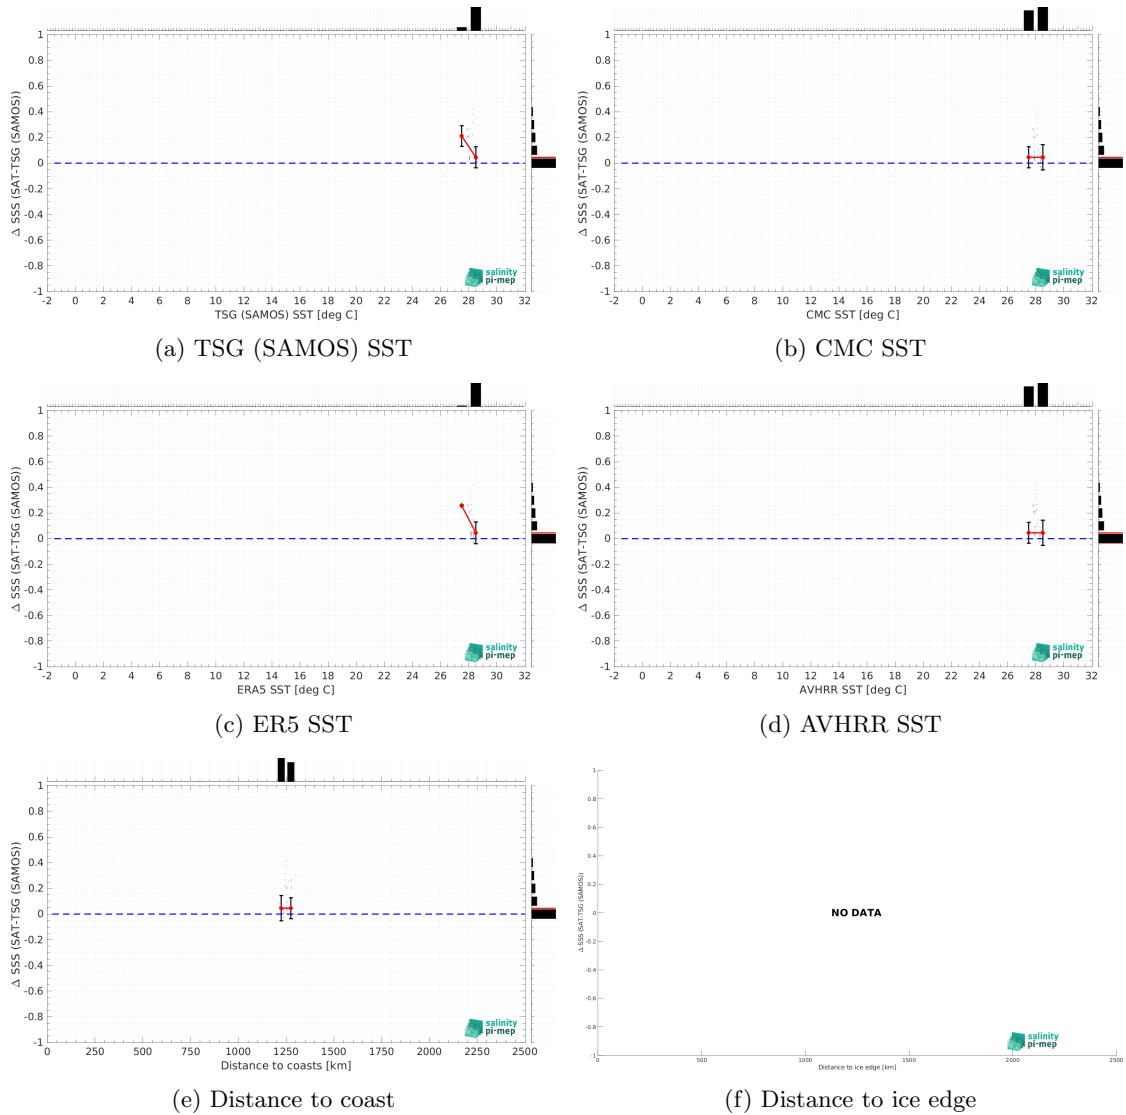 1
0.8
0.6
0.4
0.2
0
-0.2
-0.4
-0.6
-0.8
-1
Δ SSS (SAT-TSG (SAMOS))
salinity
pi-mep
-2 0 2 4 6 8 10 12 14 16 18 20 22 24 26 28 30 32
TSG (SAMOS) SST [deg C]
(a) TSG (SAMOS) SST
1
0.8
0.6
0.4
0.2
0
-0.2
-0.4
-0.6
-0.8
-1
Δ SSS (SAT-TSG (SAMOS))
salinity
pi-mep
-2 0 2 4 6 8 10 12 14 16 18 20 22 24 26 28 30 32
CMC SST [deg C]
(b) CMC SST
1
0.8
0.6
0.4
0.2
0
-0.2
-0.4
-0.6
-0.8
-1
Δ SSS (SAT-TSG (SAMOS))
salinity
pi-mep
-2 0 2 4 6 8 10 12 14 16 18 20 22 24 26 28 30 32
ERA5 SST [deg C]
(c) ER5 SST
1
0.8
0.6
0.4
0.2
0
-0.2
-0.4
-0.6
-0.8
-1
Δ SSS (SAT-TSG (SAMOS))
salinity
pi-mep
-2 0 2 4 6 8 10 12 14 16 18 20 22 24 26 28 30 32
AVHRR SST [deg C]
(d) AVHRR SST
1
0.8
0.6
0.4
0.2
0
-0.2
-0.4
-0.6
-0.8
-1
Δ SSS (SAT-TSG (SAMOS))
salinity
pi-mep
0 250 500 750 1000 1250 1500 1750 2000 2250 2500
Distance to coasts [km]
(e) Distance to coast
1
0.8
0.6
0.4
0.2
0
-0.2
-0.4
-0.6
-0.8
-1
Δ SSS (SAT-TSG (SAMOS))
NO DATA
salinity
pi-mep
0 500 1000 1500 2000 2500
Distance to ice edge [km]
(f) Distance to ice edge